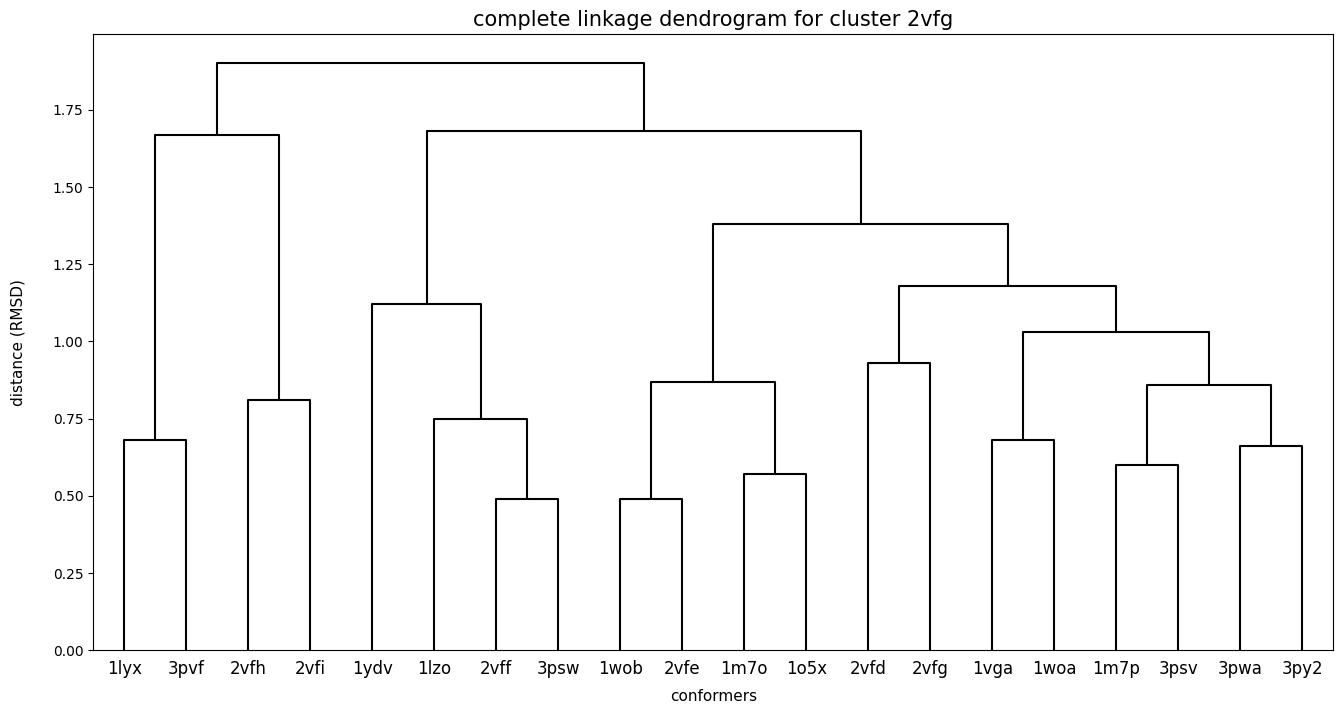 complete linkage dendrogram for cluster 2vfg
distance (RMSD)
1.75
1.50
1.25
1.00
0.75
0.50
0.25
0.00
1lyx 3pvf 2vfh 2vfi 1ydv 1lzo 2vff 3psw 1wob 2vfe 1m7o 1o5x 2vfd 2vfg 1vga 1woa 1m7p 3psv 3pwa 3py2
conformers